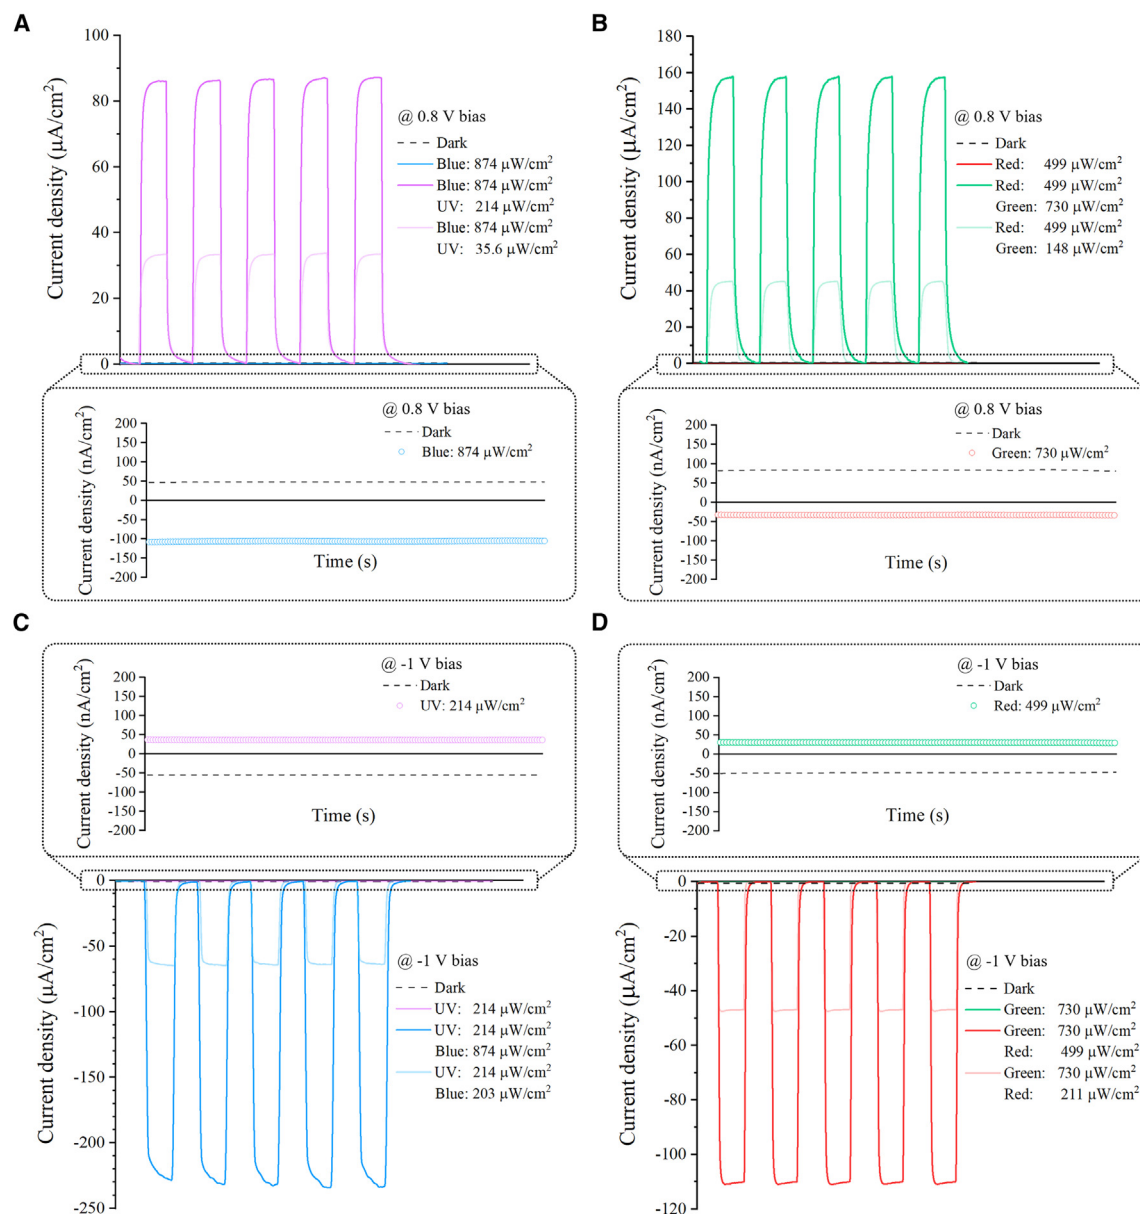 A
100
80
60
40
20
0
Current density (μA/cm²)
@ 0.8 V bias
Dark
Blue: 874 μW/cm²
Blue: 874 μW/cm²
UV: 214 μW/cm²
Blue: 874 μW/cm²
UV: 35.6 μW/cm²
200
150
100
50
0
-50
-100
-150
-200
Current density (nA/cm²)
@ 0.8 V bias
Dark
Blue: 874 μW/cm²
Time (s)
B
180
160
140
120
100
80
60
40
20
0
Current density (μA/cm²)
@ 0.8 V bias
Dark
Red: 499 μW/cm²
Red: 499 μW/cm²
Green: 730 μW/cm²
Red: 499 μW/cm²
Green: 148 μW/cm²
200
150
100
50
0
-50
-100
-150
-200
Current density (nA/cm²)
@ 0.8 V bias
Dark
Green: 730 μW/cm²
Time (s)
C
200
150
100
50
0
-50
-100
-150
-200
Current density (nA/cm²)
@ -1 V bias
Dark
UV: 214 μW/cm²
Time (s)
0
-50
-100
-150
-200
-250
Current density (μA/cm²)
@ -1 V bias
Dark
UV: 214 μW/cm²
UV: 214 μW/cm²
Blue: 874 μW/cm²
UV: 214 μW/cm²
Blue: 203 μW/cm²
D
200
150
100
50
0
-50
-100
-150
-200
Current density (nA/cm²)
@ -1 V bias
Dark
Red: 499 μW/cm²
Time (s)
0
-20
-40
-60
-80
-100
-120
Current density (μA/cm²)
@ -1 V bias
Dark
Green: 730 μW/cm²
Green: 730 μW/cm²
Red: 499 μW/cm²
Green: 730 μW/cm²
Red: 211 μW/cm²